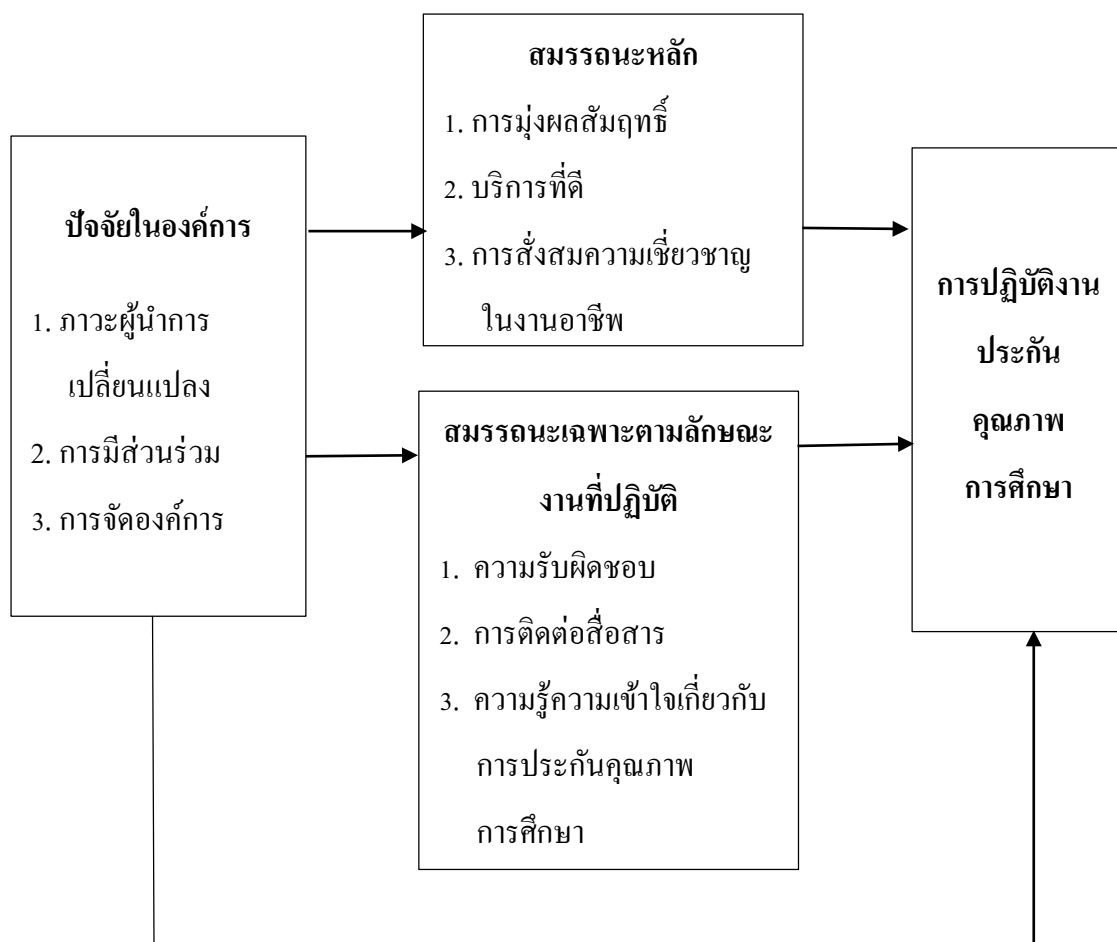 สมรรถนะหลัก
1. การมุ่งผลสัมฤทธิ์
2. บริการที่ดี
3. การสั่งสมความเชี่ยวชาญ
ในงานอาชีพ
ปัจจัยในองค์การ
1. ภาวะผู้นำการ
เปลี่ยนแปลง
2. การมีส่วนร่วม
3. การจัดองค์การ
สมรรถนะเฉพาะตามลักษณะ
งานที่ปฏิบัติ
1. ความรับผิดชอบ
2. การติดต่อสื่อสาร
3. ความรู้ความเข้าใจเกี่ยวกับ
การประกันคุณภาพ
การศึกษา
การปฏิบัติงาน
ประกัน
คุณภาพ
การศึกษา